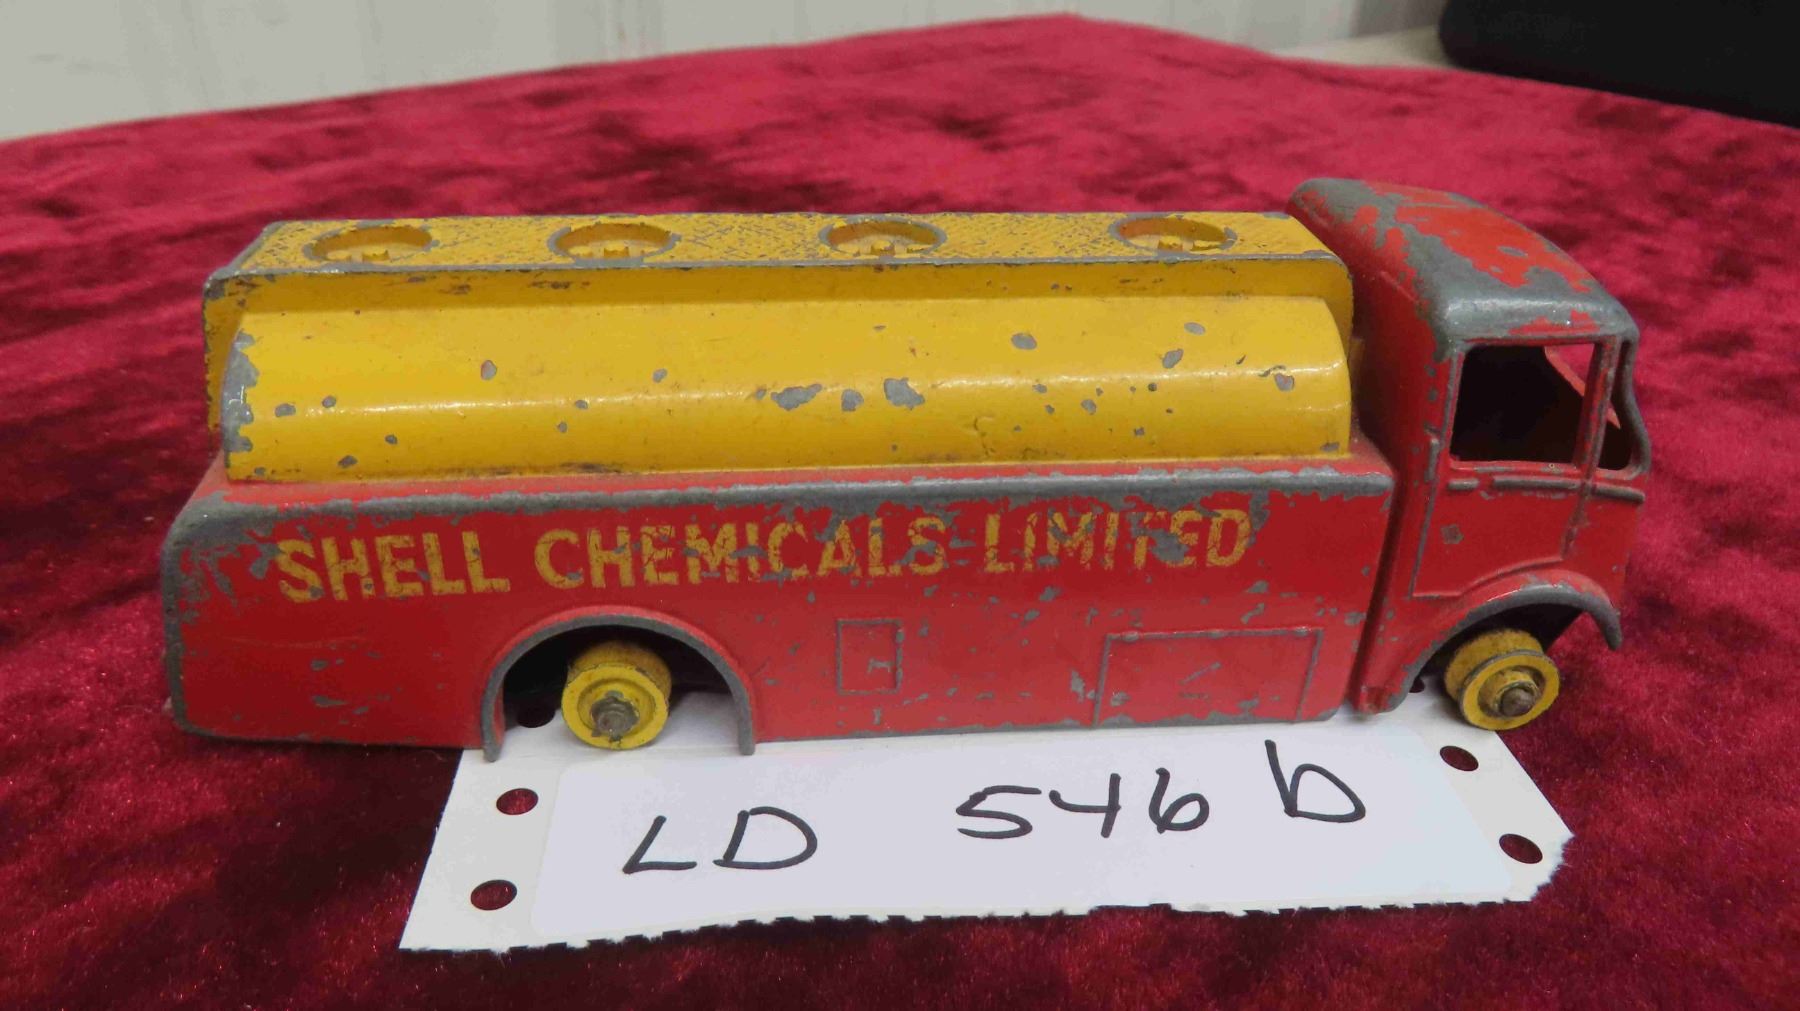 SHELL CHEMICALS LIMITED
LD 546 b